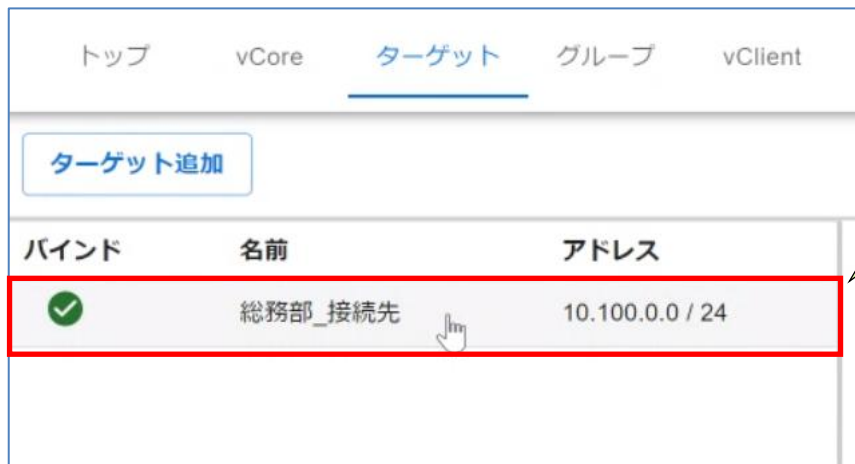 トップ vCore ターゲット グループ vClient
ターゲット追加
バインド 名前 アドレス
総務部_接続先 10.100.0.0 / 24